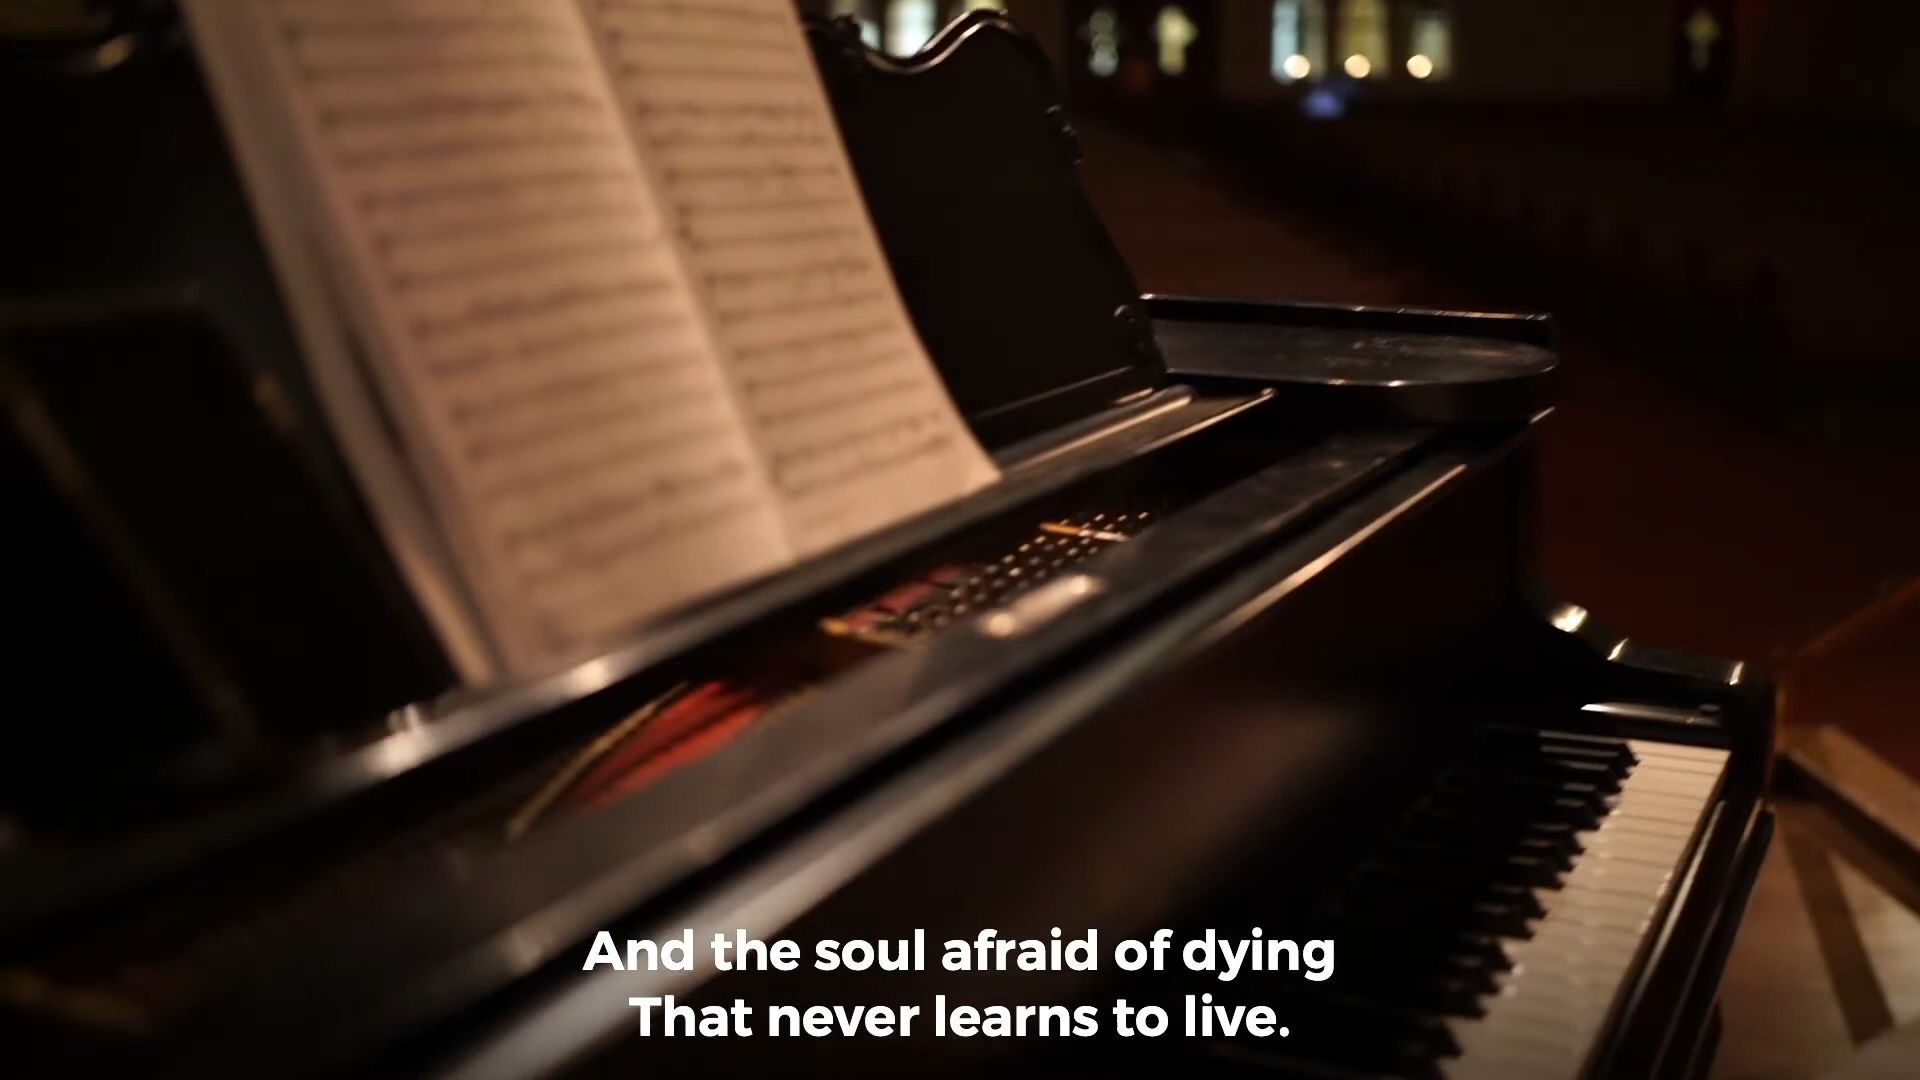 And the soul afraid of dying
That never learns to live.